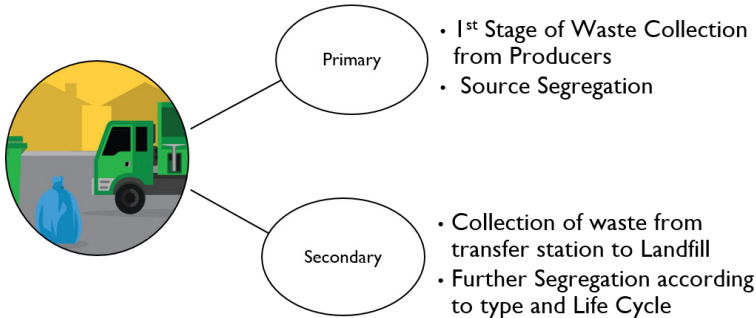 Primary
• 1st Stage of Waste Collection
from Producers
• Source Segregation
Secondary
• Collection of waste from
transfer station to Landfill
• Further Segregation according
to type and Life Cycle